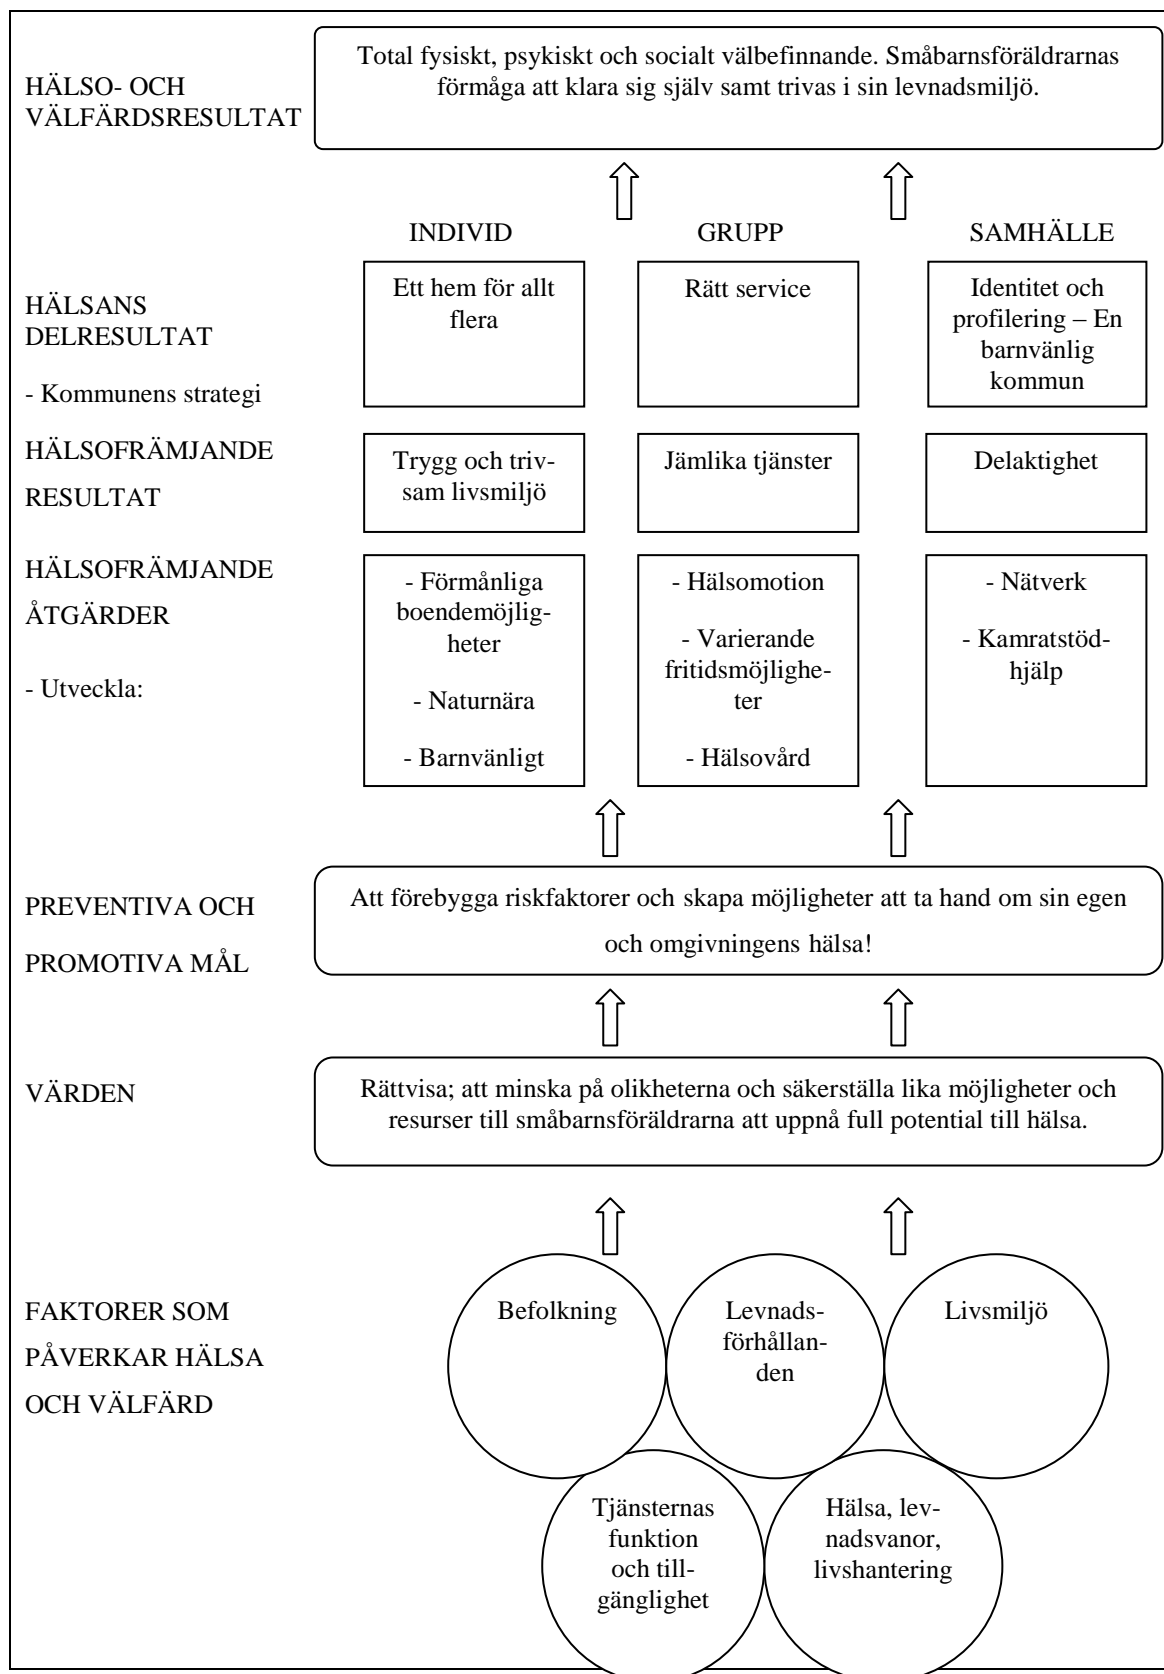 HÄLSO- OCH
VÄLFÄRDSRESULTAT
Total fysiskt, psykiskt och socialt välbefinnande. Småbarnsföräldrarnas
förmåga att klara sig själv samt trivas i sin levnadsmiljö.
INDIVID
GRUPP
SAMHÄLLE
HÄLSANS
DELRESULTAT
- Kommunens strategi
Ett hem för allt
flera
Rätt service
Identitet och
profilering – En
barnvänlig
kommun
HÄLSOFRÄMJANDE
RESULTAT
Trygg och triv-
sam livsmiljö
Jämlika tjänster
Delaktighet
HÄLSOFRÄMJANDE
ÅTGÄRDER
- Utveckla:
- Förmånliga
boendemöjlig-
heter
- Naturnära
- Barnvänligt
- Hälsomotion
- Varierande
fritidsmöjlighe-
ter
- Hälsovård
- Nätverk
- Kamratstöd-
hjälp
PREVENTIVA OCH
PROMOTIVA MÅL
Att förebygga riskfaktorer och skapa möjligheter att ta hand om sin egen
och omgivningens hälsa!
VÄRDEN
Rättvisa; att minska på olikheterna och säkerställa lika möjligheter och
resurser till småbarnsföräldrarna att uppnå full potential till hälsa.
FAKTORER SOM
PÅVERKAR HÄLSA
OCH VÄLFÄRD
Befolkning
Levnads-
förhållan-
den
Livsmiljö
Tjänsternas
funktion
och till-
gänglighet
Hälsa, lev-
nadsvanor,
livshantering